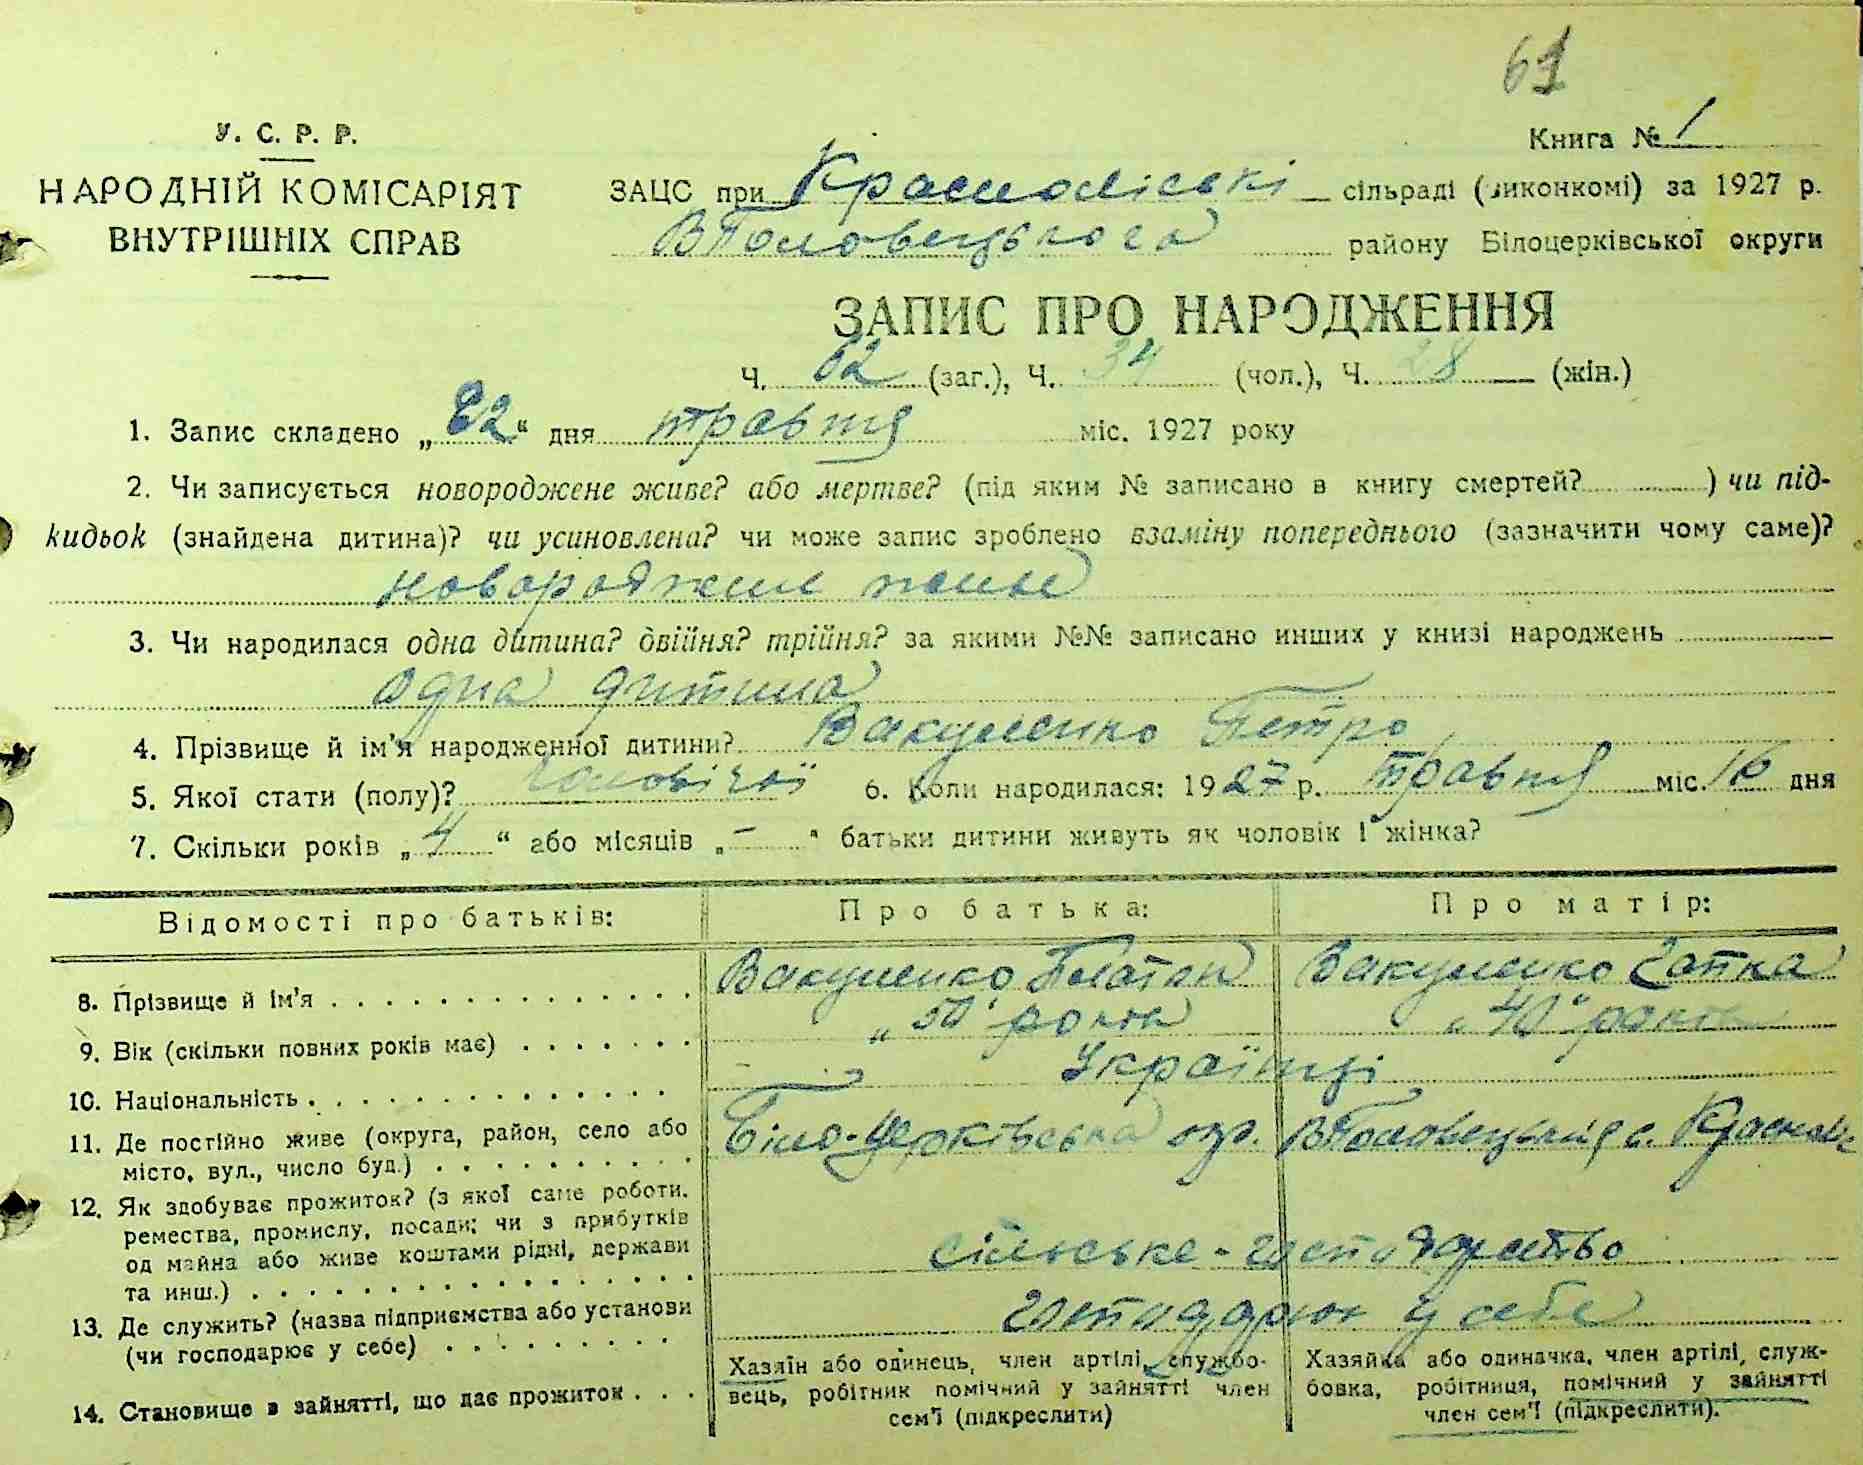 61
У. С. Р. Р.
Книга № 1
НАРОДНІЙ КОМІСАРІЯТ
ВНУТРІШНІХ СПРАВ
ЗАЦС при Красноліські сільраді (виконкомі) за 1927 р.
ВПоловецького району Білоцерківської округи
ЗАПИС ПРО НАРОДЖЕННЯ
Ч. 62 (заг.), Ч. 34 (чол.), Ч. 28 (жін.)
1. Запис складено „22“ дня травня міс. 1927 року
2. Чи записується новороджене живе? або мертве? (під яким № записано в книгу смертей? ) чи під-
кидьок (знайдена дитина)? чи усиновлена? чи може запис зроблено взаміну попереднього (зазначити чому саме)?
новороджене живе
3. Чи народилася одна дитина? двійня? трійня? за якими №№ записано инших у книзі народжень
одна дитина
4. Прізвище й ім'я народженної дитини? Вакуленко Петро
5. Якої стати (полу)? чоловічої 6. Коли народилася: 1927 р. травня міс. 16 дня
7. Скільки років „4“ або місяців „–“ батьки дитини живуть як чоловік і жінка?
Відомості про батьків: Про батька: Про матір:
8. Прізвище й ім'я . . . . . . . . . . . . . . Вакуленко Платон Вакуленко Гапка
9. Вік (скільки повних років має) . . . . . . . „50“ років „40“ років
10. Національність . . . . . . . . . . . . . . Українці
11. Де постійно живе (округа, район, село або
місто, вул., число буд.) . . . . . . . . . . Біло-Церківська окр. ВПоловецький р. с.
12. Як здобуває прожиток? (з якої саме роботи,
ремества, промислу, посади; чи з прибутків
од майна або живе коштами рідні, держави
та инш.) . . . . . . . . . . . . . сільське-господарство
13. Де служить? (назва підприємства або установи
(чи господарює у себе) . . . . . . . . . господарює у себе
14. Становище в зайнятті, що дає прожиток . . .
Хазяїн або одинець, член артілі, службо-
вець, робітник помічний у зайнятті член
сем'ї (підкреслити)
Хазяйка або одиначка, член артілі, служ-
бовка, робітниця, помічний у зайнятті
член сем'ї (підкреслити).